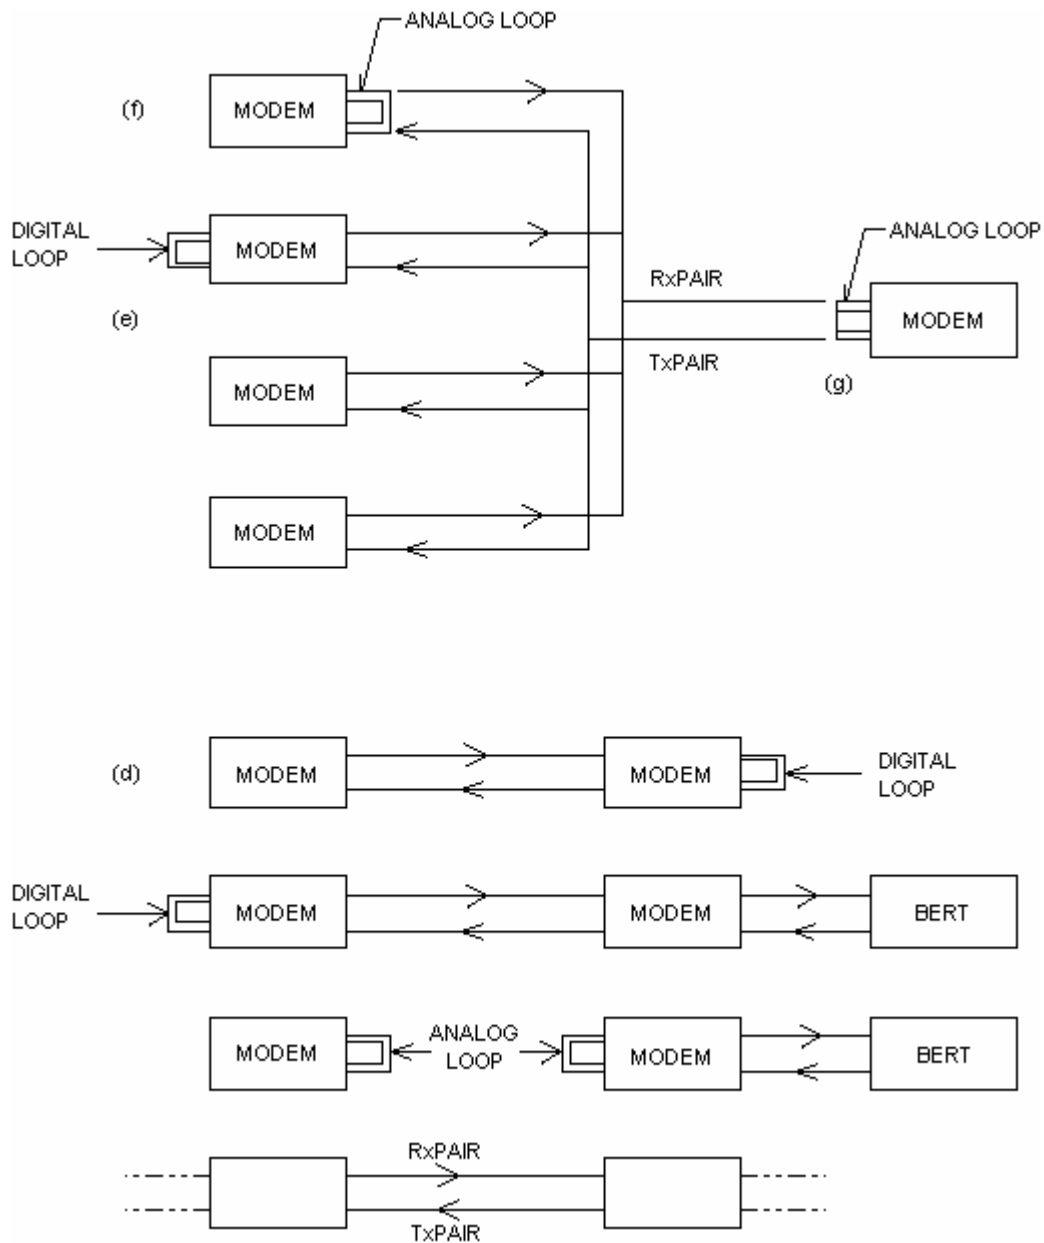 ANALOG LOOP
(f)
MODEM
DIGITAL
LOOP
MODEM
ANALOG LOOP
RxPAIR
(e)
MODEM
TxPAIR
(g)
MODEM
MODEM
(d)
MODEM
MODEM
DIGITAL
LOOP
DIGITAL
LOOP
MODEM
MODEM
BERT
MODEM
ANALOG
LOOP
MODEM
BERT
RxPAIR
TxPAIR